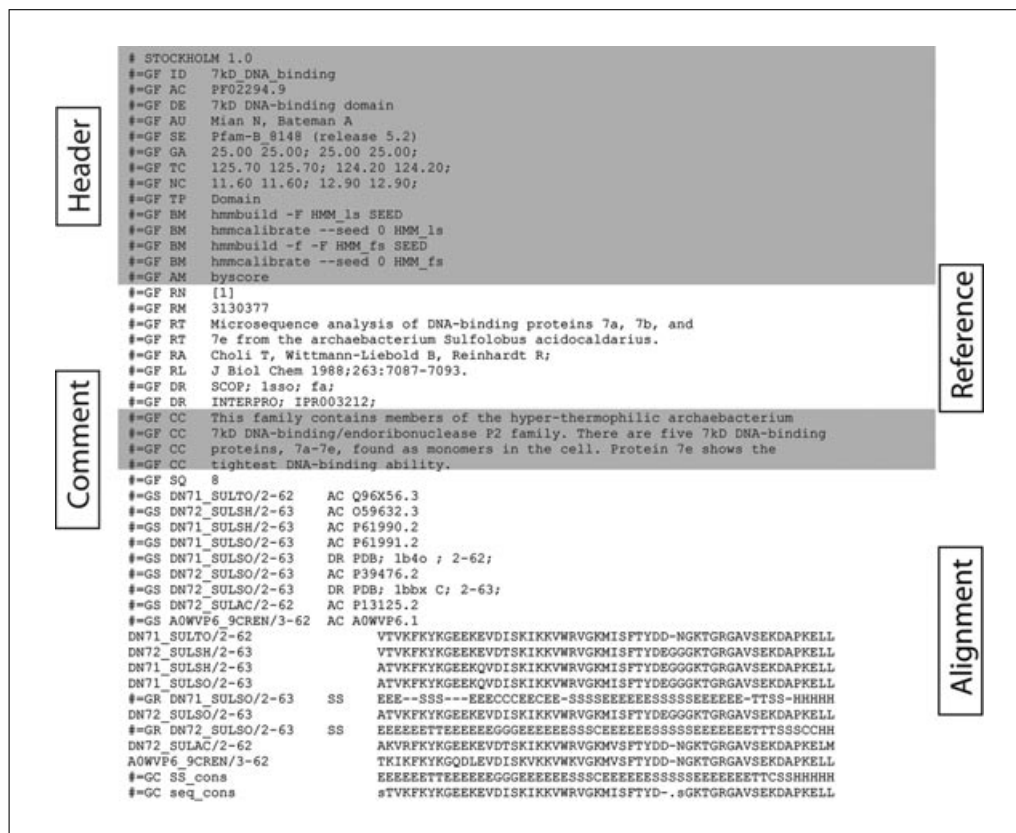 Header
Comment
Reference
Alignment
# STOCKHOLM 1.0
#=GF ID 7kD_DNA_binding
#=GF AC PF02294.9
#=GF DE 7kD DNA-binding domain
#=GF AU Mian N, Bateman A
#=GF SE Pfam-B_8148 (release 5.2)
#=GF GA 25.00 25.00; 25.00 25.00;
#=GF TC 125.70 125.70; 124.20 124.20;
#=GF NC 11.60 11.60; 12.90 12.90;
#=GF TP Domain
#=GF BM hmmbuild -F HMM_ls SEED
#=GF BM hmmcalibrate --seed 0 HMM_ls
#=GF BM hmmbuild -f -F HMM_fs SEED
#=GF BM hmmcalibrate --seed 0 HMM_fs
#=GF AM byscore
#=GF RN [1]
#=GF RM 3130377
#=GF RT Microsequence analysis of DNA-binding proteins 7a, 7b, and
#=GF RT 7e from the archaebacterium Sulfolobus acidocaldarius.
#=GF RA Choli T, Wittmann-Liebold B, Reinhardt R;
#=GF RL J Biol Chem 1988;263:7087-7093.
#=GF DR SCOP; 1sso; fa;
#=GF DR INTERPRO; IPR003212;
#=GF CC This family contains members of the hyper-thermophilic archaebacterium
#=GF CC 7kD DNA-binding/endoribonuclease P2 family. There are five 7kD DNA-binding
#=GF CC proteins, 7a-7e, found as monomers in the cell. Protein 7e shows the
#=GF CC tightest DNA-binding ability.
#=GF SQ 8
#=GS DN71_SULTO/2-62 AC Q96X56.3
#=GS DN72_SULSH/2-63 AC O59632.3
#=GS DN71_SULSH/2-63 AC P61990.2
#=GS DN71_SULSO/2-63 AC P61991.2
#=GS DN71_SULSO/2-63 DR PDB; 1b4o ; 2-62;
#=GS DN72_SULSO/2-63 AC P39476.2
#=GS DN72_SULSO/2-63 DR PDB; 1bbx C; 2-63;
#=GS DN72_SULAC/2-62 AC P13125.2
#=GS A0WVP6_9CREN/3-62 AC A0WVP6.1
DN71_SULTO/2-62 VTVKFKYKGEEKEVDISKIKKVWRVGKMISFTYDD-NGKTGRGAVSEKDAPKELL
DN72_SULSH/2-63 VTVKFKYKGEEKEVDTSKIKKVWRVGKMISFTYDEGGGKTGRGAVSEKDAPKELL
DN71_SULSH/2-63 ATVKFKYKGEEKQVDISKIKKVWRVGKMISFTYDEGGGKTGRGAVSEKDAPKELL
DN71_SULSO/2-63 ATVKFKYKGEEKQVDISKIKKVWRVGKMISFTYDEGGGKTGRGAVSEKDAPKELL
#=GR DN71_SULSO/2-63 SS EEE--SSS---EEECCCEECEE-SSSSEEEEEESSSSSEEEEEE-TTSS-HHHHH
DN72_SULSO/2-63 ATVKFKYKGEEKEVDISKIKKVWRVGKMISFTYDEGGGKTGRGAVSEKDAPKELL
#=GR DN72_SULSO/2-63 SS EEEEEETTEEEEEEGGGEEEEEESSSCEEEEEESSSSSEEEEEEETTTSSSCCHH
DN72_SULAC/2-62 AKVRFKYKGEEKEVDTSKIKKVWRVGKMVSFTYDD-NGKTGRGAVSEKDAPKELM
A0WVP6_9CREN/3-62 TKIKFKYKGQDLEVDISKVKKVWKVGKMVSFTYDD-NGKTGRGAVSEKDAPKELL
#=GC SS_cons EEEEEETTEEEEEEGGGEEEEEESSSCEEEEEESSSSSEEEEEEETTCSSHHHHH
#=GC seq_cons sTVKFKYKGEEKEVDISKIKKVWRVGKMISFTYD-.sGKTGRGAVSEKDAPKELL